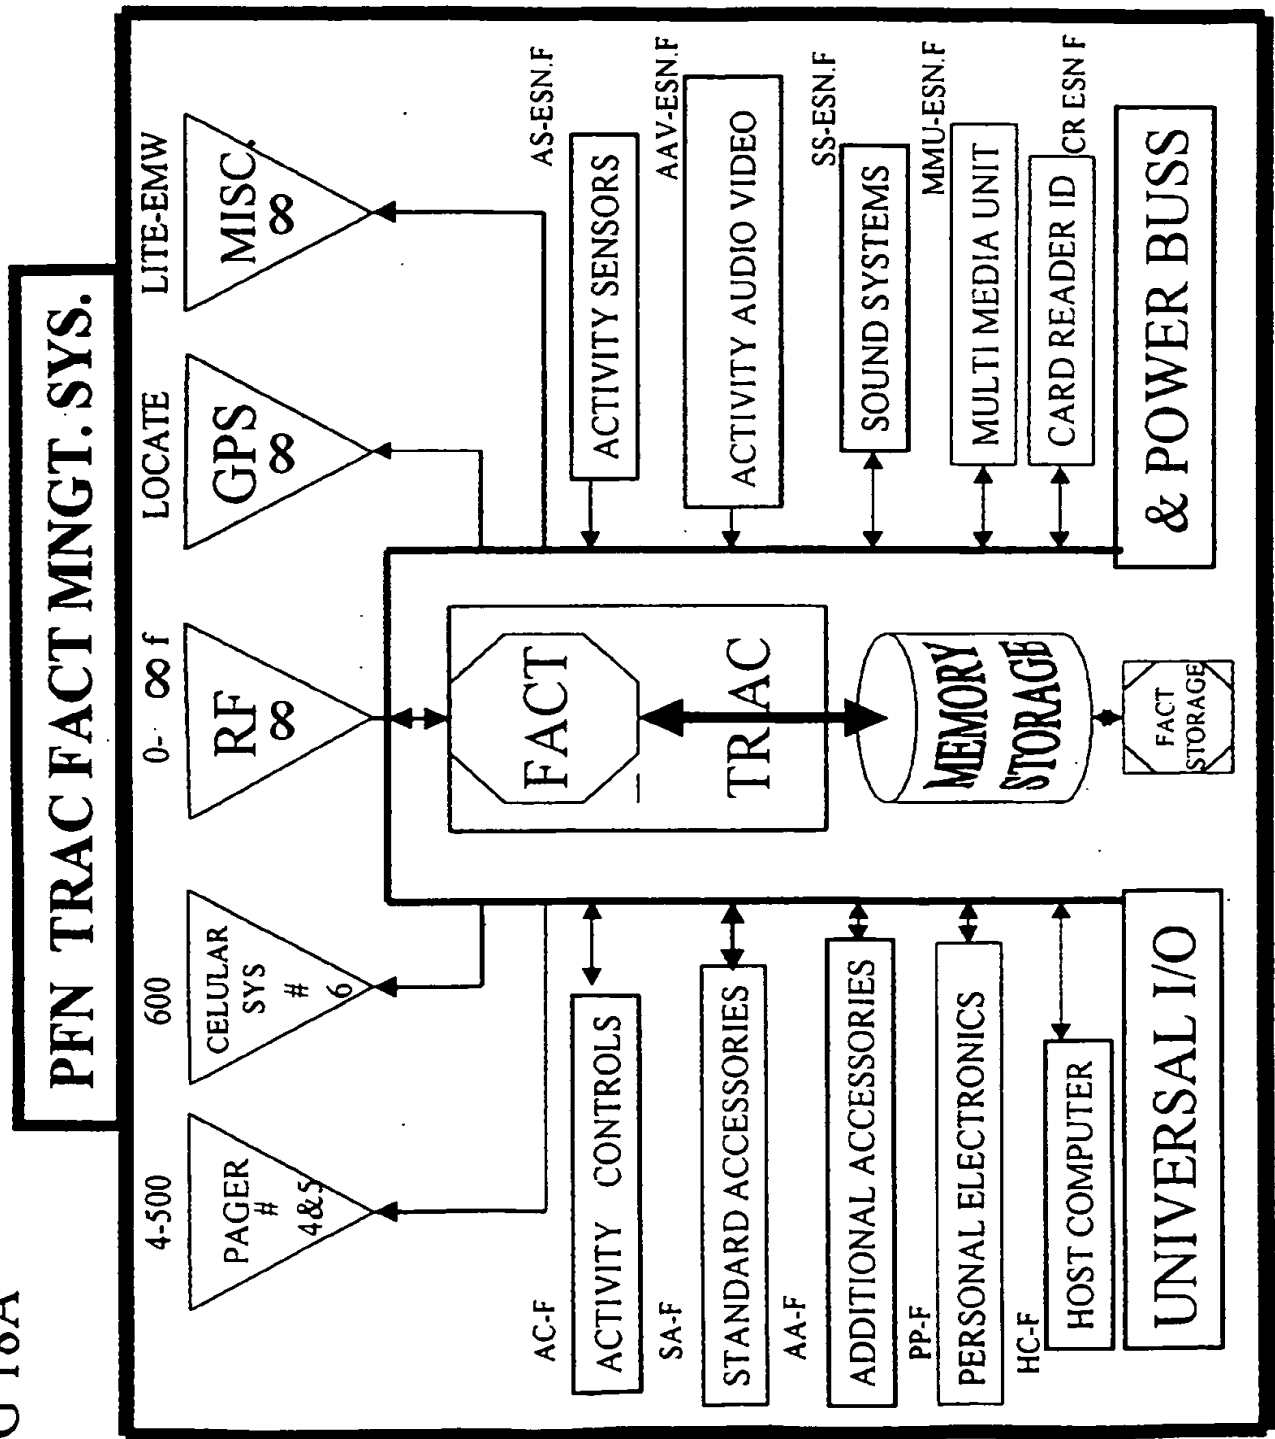 G 18A
PFN TRAC FACT MNGT. SYS.
4-500
600
0- ∞ f
LOCATE
LITE-EMW
PAGER
#
4&5
CELULAR
SYS
#
6
RF
∞
GPS
∞
MISC.
∞
AC-F
ACTIVITY CONTROLS
SA-F
STANDARD ACCESSORIES
AA-F
ADDITIONAL ACCESSORIES
PP-F
PERSONAL ELECTRONICS
HC-F
HOST COMPUTER
UNIVERSAL I/O
FACT
TRAC
MEMORY
STORAGE
FACT
STORAGE
AS-ESN.F
ACTIVITY SENSORS
AAV-ESN.F
ACTIVITY AUDIO VIDEO
SS-ESN.F
SOUND SYSTEMS
MMU-ESN.F
MULTI MEDIA UNIT
CR ESN F
CARD READER ID
& POWER BUSS